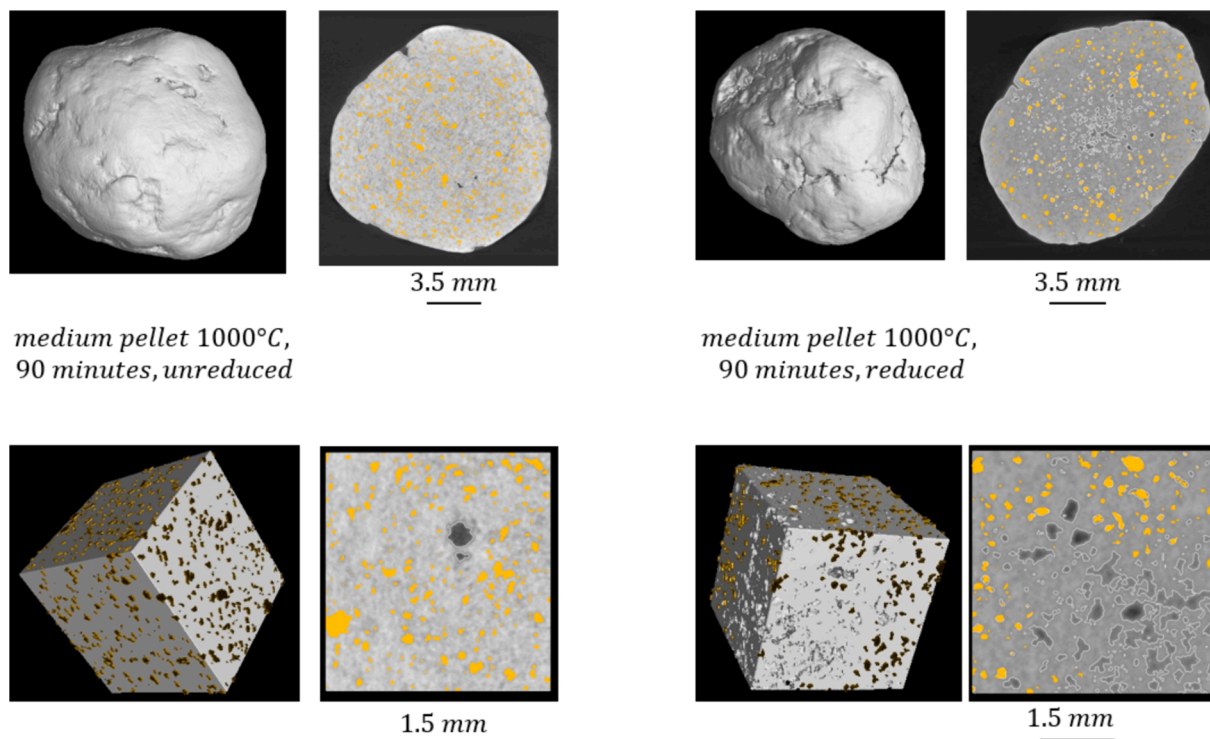 3.5 mm
3.5 mm
medium pellet 1000°C,
90 minutes, unreduced
medium pellet 1000°C,
90 minutes, reduced
1.5 mm
1.5 mm